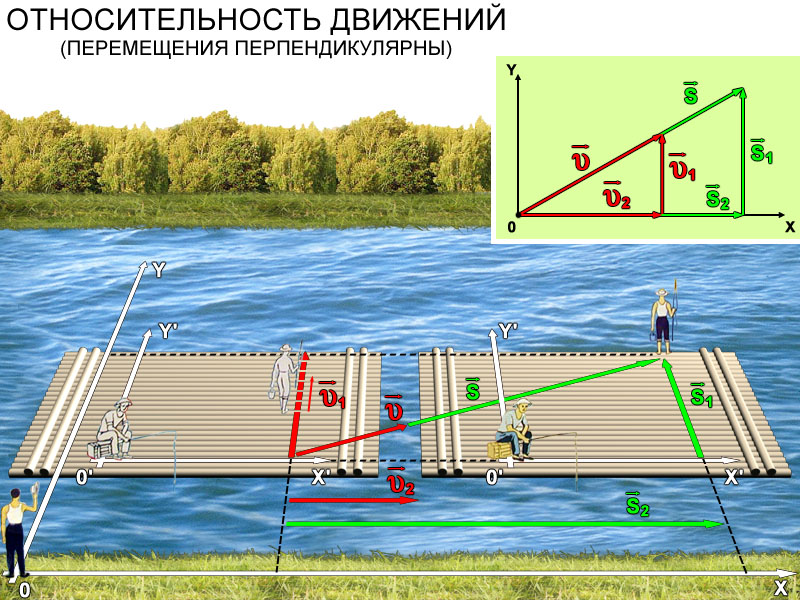 ОТНОСИТЕЛЬНОСТЬ ДВИЖЕНИЙ
(ПЕРЕМЕЩЕНИЯ ПЕРПЕНДИКУЛЯРНЫ)
Y
s
υ
υ1
s1
υ2
s2
0
X
Y
Y'
Y'
υ1
υ
s
s1
0'
X'
υ2
0'
X'
s2
0
X